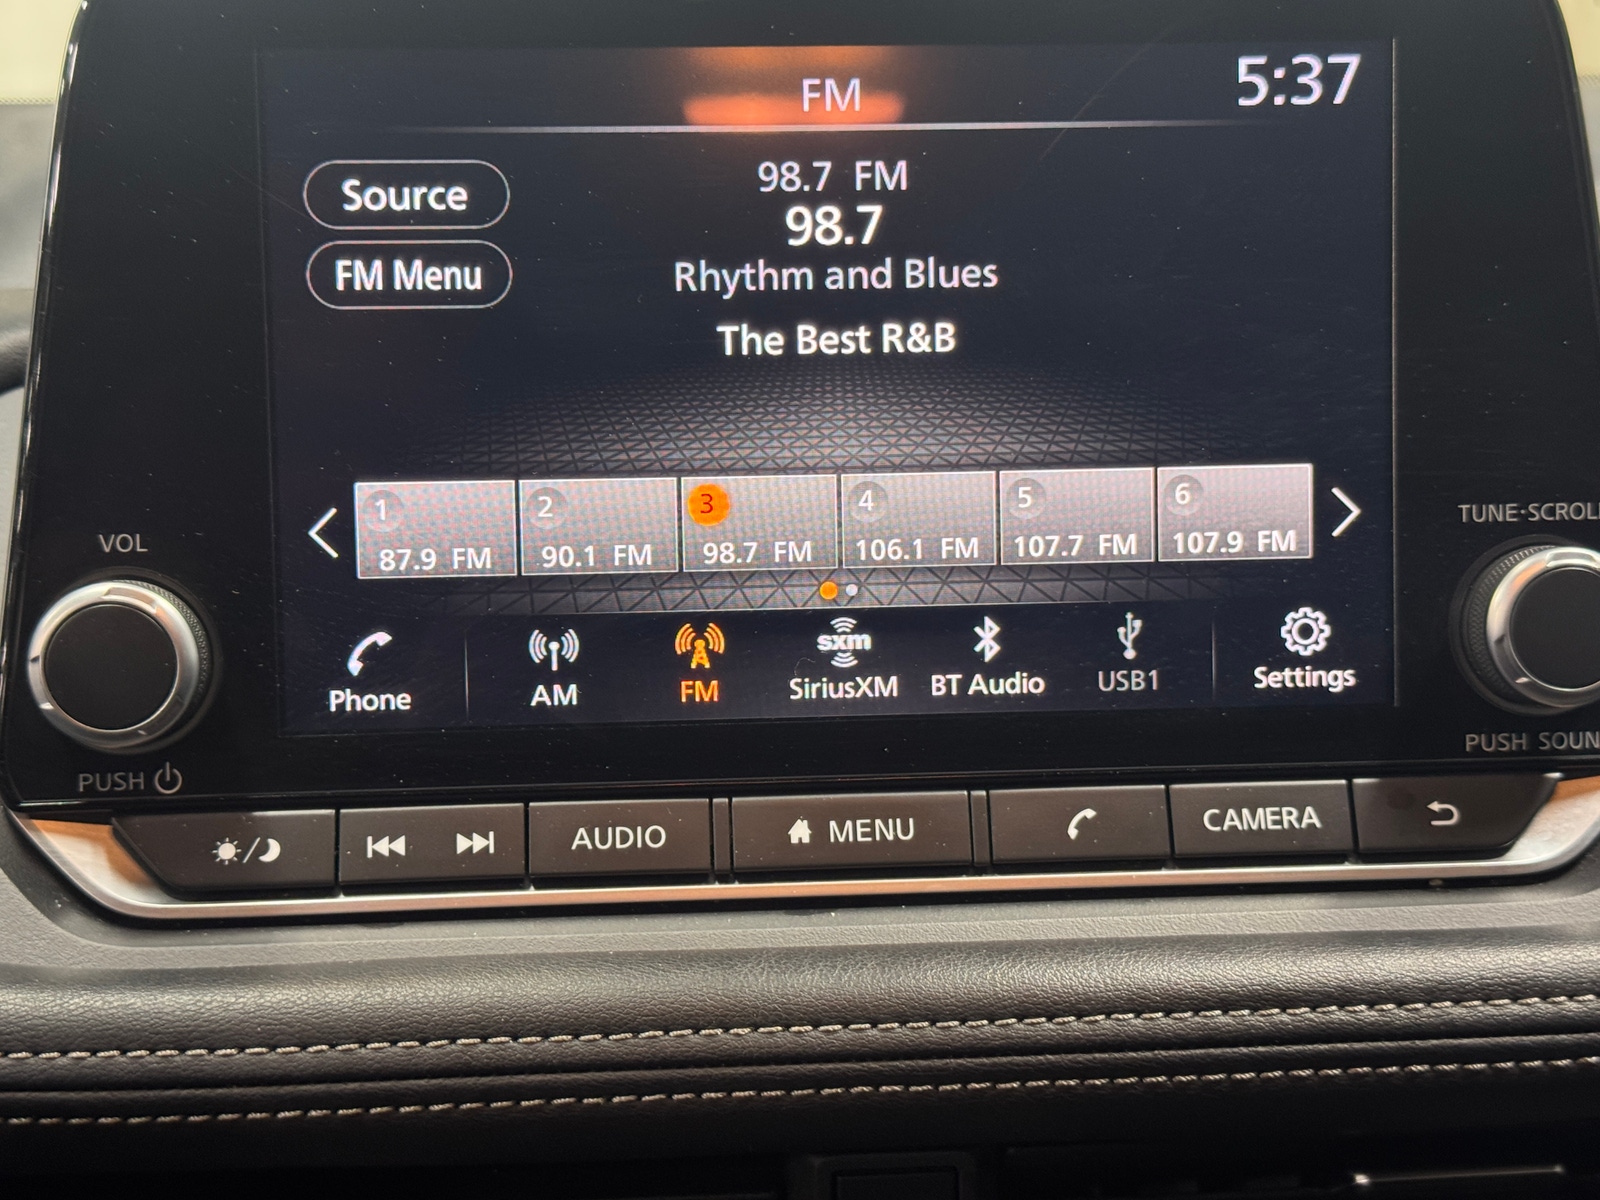 FM
5:37
Source
98.7 FM
98.7
FM Menu
Rhythm and Blues
The Best R&B
1
2
3
4
5
6
87.9 FM
90.1 FM
98.7 FM
106.1 FM
107.7 FM
107.9 FM
VOL
TUNE·SCROLL
Phone
AM
FM
sxm
SiriusXM
BT Audio
USB1
Settings
PUSH
PUSH SOUN
AUDIO
MENU
CAMERA